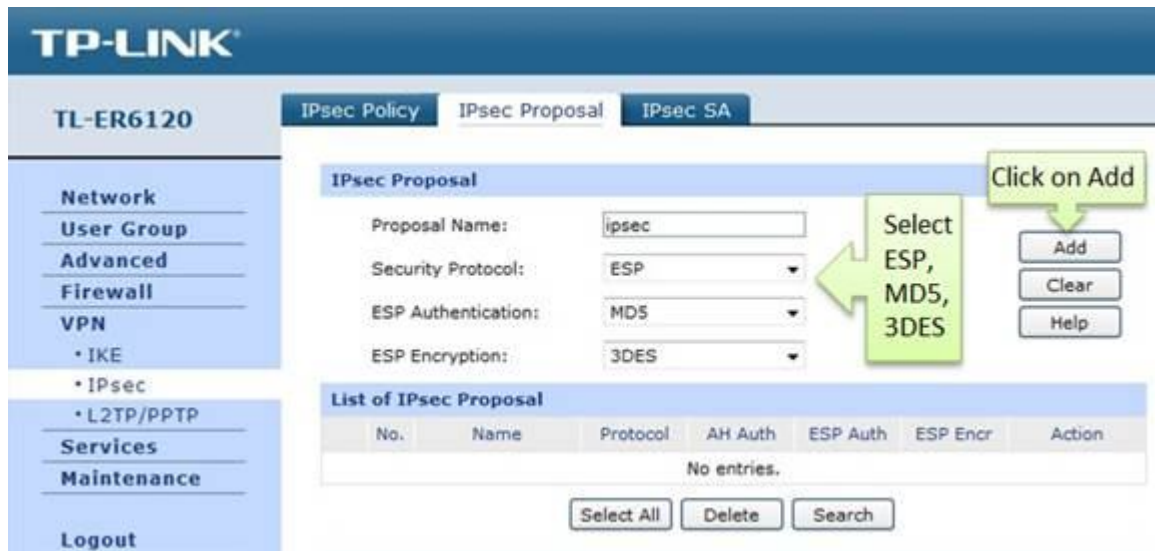 TP-LINK
TL-ER6120
IPsec Policy IPsec Proposal IPsec SA
Network
User Group
Advanced
Firewall
VPN
• IKE
• IPsec
• L2TP/PPTP
Services
Maintenance
Logout
IPsec Proposal
Proposal Name: ipsec
Security Protocol: ESP
ESP Authentication: MD5
ESP Encryption: 3DES
Select
ESP,
MD5,
3DES
Click on Add
Add
Clear
Help
List of IPsec Proposal
No. Name Protocol AH Auth ESP Auth ESP Encr Action
No entries.
Select All Delete Search